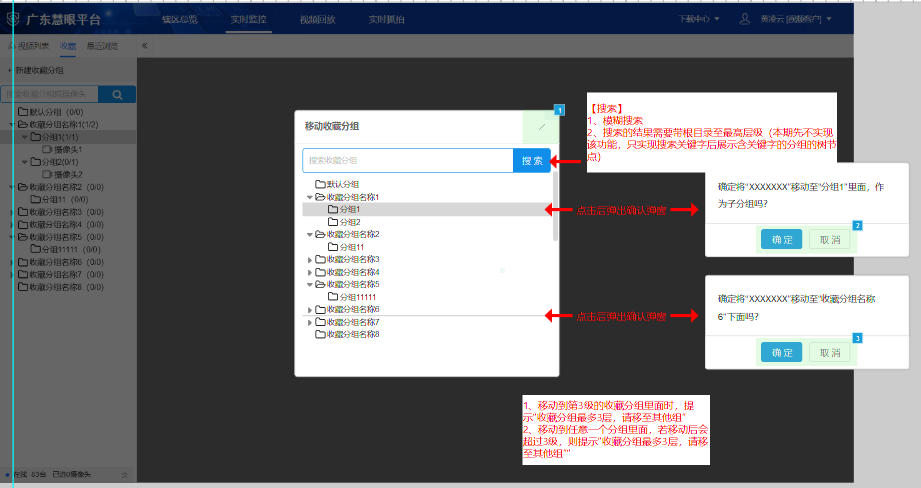 广东慧眼平台
辖区总览
实时监控
视频回放
实时抓拍
下载中心
黄凌云 [视频客户]
视频列表
收藏
最近浏览
新建收藏分组
默认分组 (0/0)
收藏分组名称1(1/2)
分组1(1/1)
摄像头1
分组2(0/1)
摄像头2
收藏分组名称2 (0/0)
分组11 (0/0)
收藏分组名称3 (0/0)
收藏分组名称4 (0/0)
收藏分组名称5 (0/0)
分组11111 (0/0)
收藏分组名称6 (0/0)
收藏分组名称7 (0/0)
收藏分组名称8 (0/0)
移动收藏分组
1
搜索收藏分组
搜 索
默认分组
收藏分组名称1
分组1
分组2
收藏分组名称2
分组11
收藏分组名称3
收藏分组名称4
收藏分组名称5
分组11111
收藏分组名称6
收藏分组名称7
收藏分组名称8
【搜索】
1、模糊搜索
2、搜索的结果需要带根目录至最高层级（本期先不实现
该功能，只实现搜索关键字后展示含关键字的分组的树节
点）
点击后弹出确认弹窗
确定将"XXXXXXX"移动至"分组1"里面，作
为子分组吗?
2
确 定
取 消
点击后弹出确认弹窗
确定将"XXXXXXX"移动至"收藏分组名称
6"下面吗?
3
确 定
取 消
1、移动到第3级的收藏分组里面时，提
示"收藏分组最多3层，请移至其他组"
2、移动到任意一个分组里面，若移动后会
超过3级，则提示"收藏分组最多3层，请移
至其他组"'